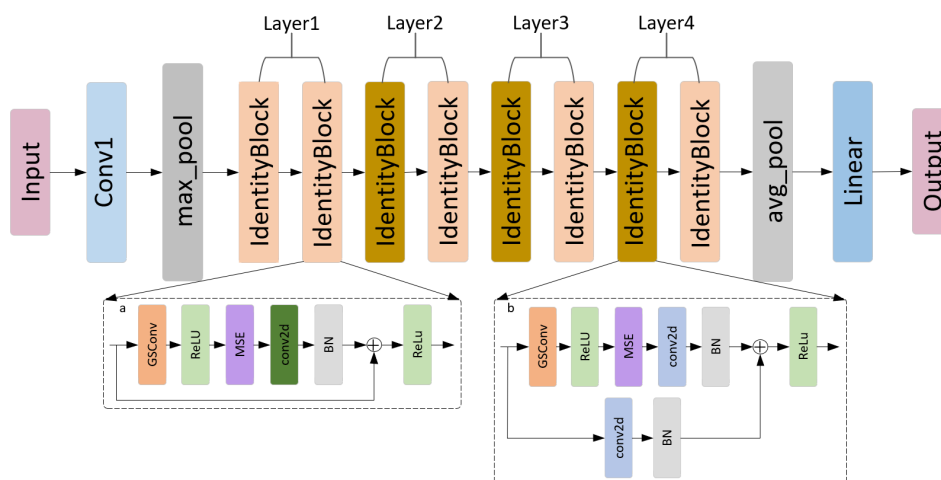 Layer1
Layer2
Layer3
Layer4
Input
Conv1
max_pool
IdentityBlock
IdentityBlock
IdentityBlock
IdentityBlock
IdentityBlock
IdentityBlock
IdentityBlock
IdentityBlock
avg_pool
Linear
Output
a
GSConv
ReLU
MSE
conv2d
BN
ReLu
b
GSConv
ReLU
MSE
conv2d
BN
ReLu
conv2d
BN